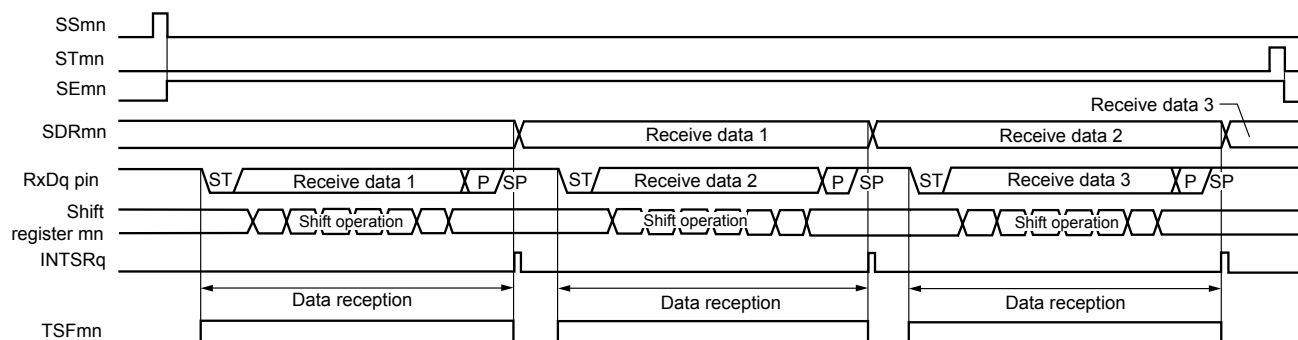 SSmn
STmn
SEmn
Receive data 3
SDRmn Receive data 1 Receive data 2
RxDq pin ST Receive data 1 P SP ST Receive data 2 P SP ST Receive data 3 P SP
Shift
register mn Shift operation Shift operation Shift operation
INTSRq
Data reception Data reception Data reception
TSFmn